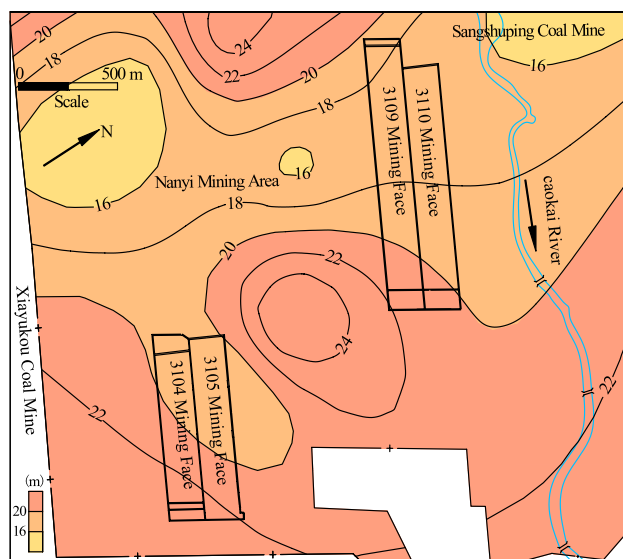 Sangshuping Coal Mine
20
24
22
20
16
0
500 m
18
18
Scale
N
3109 Mining Face
3110 Mining Face
16
Nanyi Mining Area
16
18
caokai River
20
22
Xiayukou Coal Mine
24
22
22
3104 Mining Face
3105 Mining Face
(m)
20
16